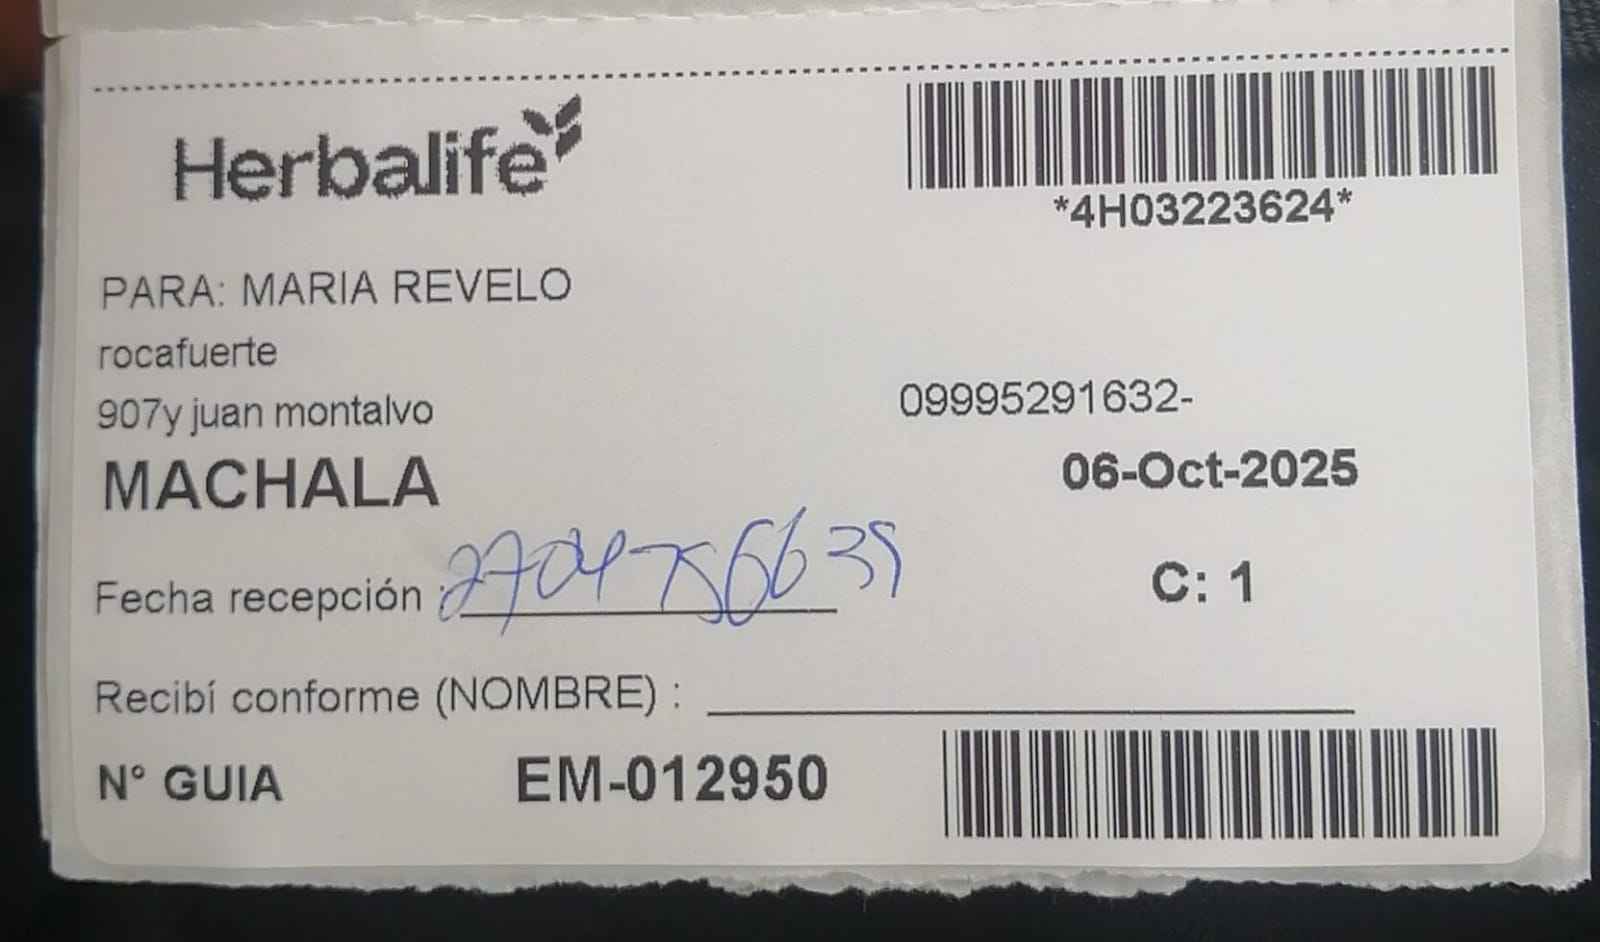 Herbalife
*4H03223624*
PARA: MARIA REVELO
rocafuerte
907y juan montalvo
09995291632-
MACHALA
06-Oct-2025
Fecha recepción :
C: 1
Recibí conforme (NOMBRE) :
N° GUIA EM-012950